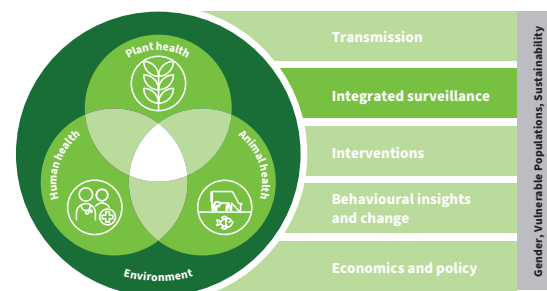 Plant health
Human health
Animal health
Environment
Transmission
Integrated surveillance
Interventions
Behavioural insights
and change
Economics and policy
Gender, Vulnerable Populations, Sustainability